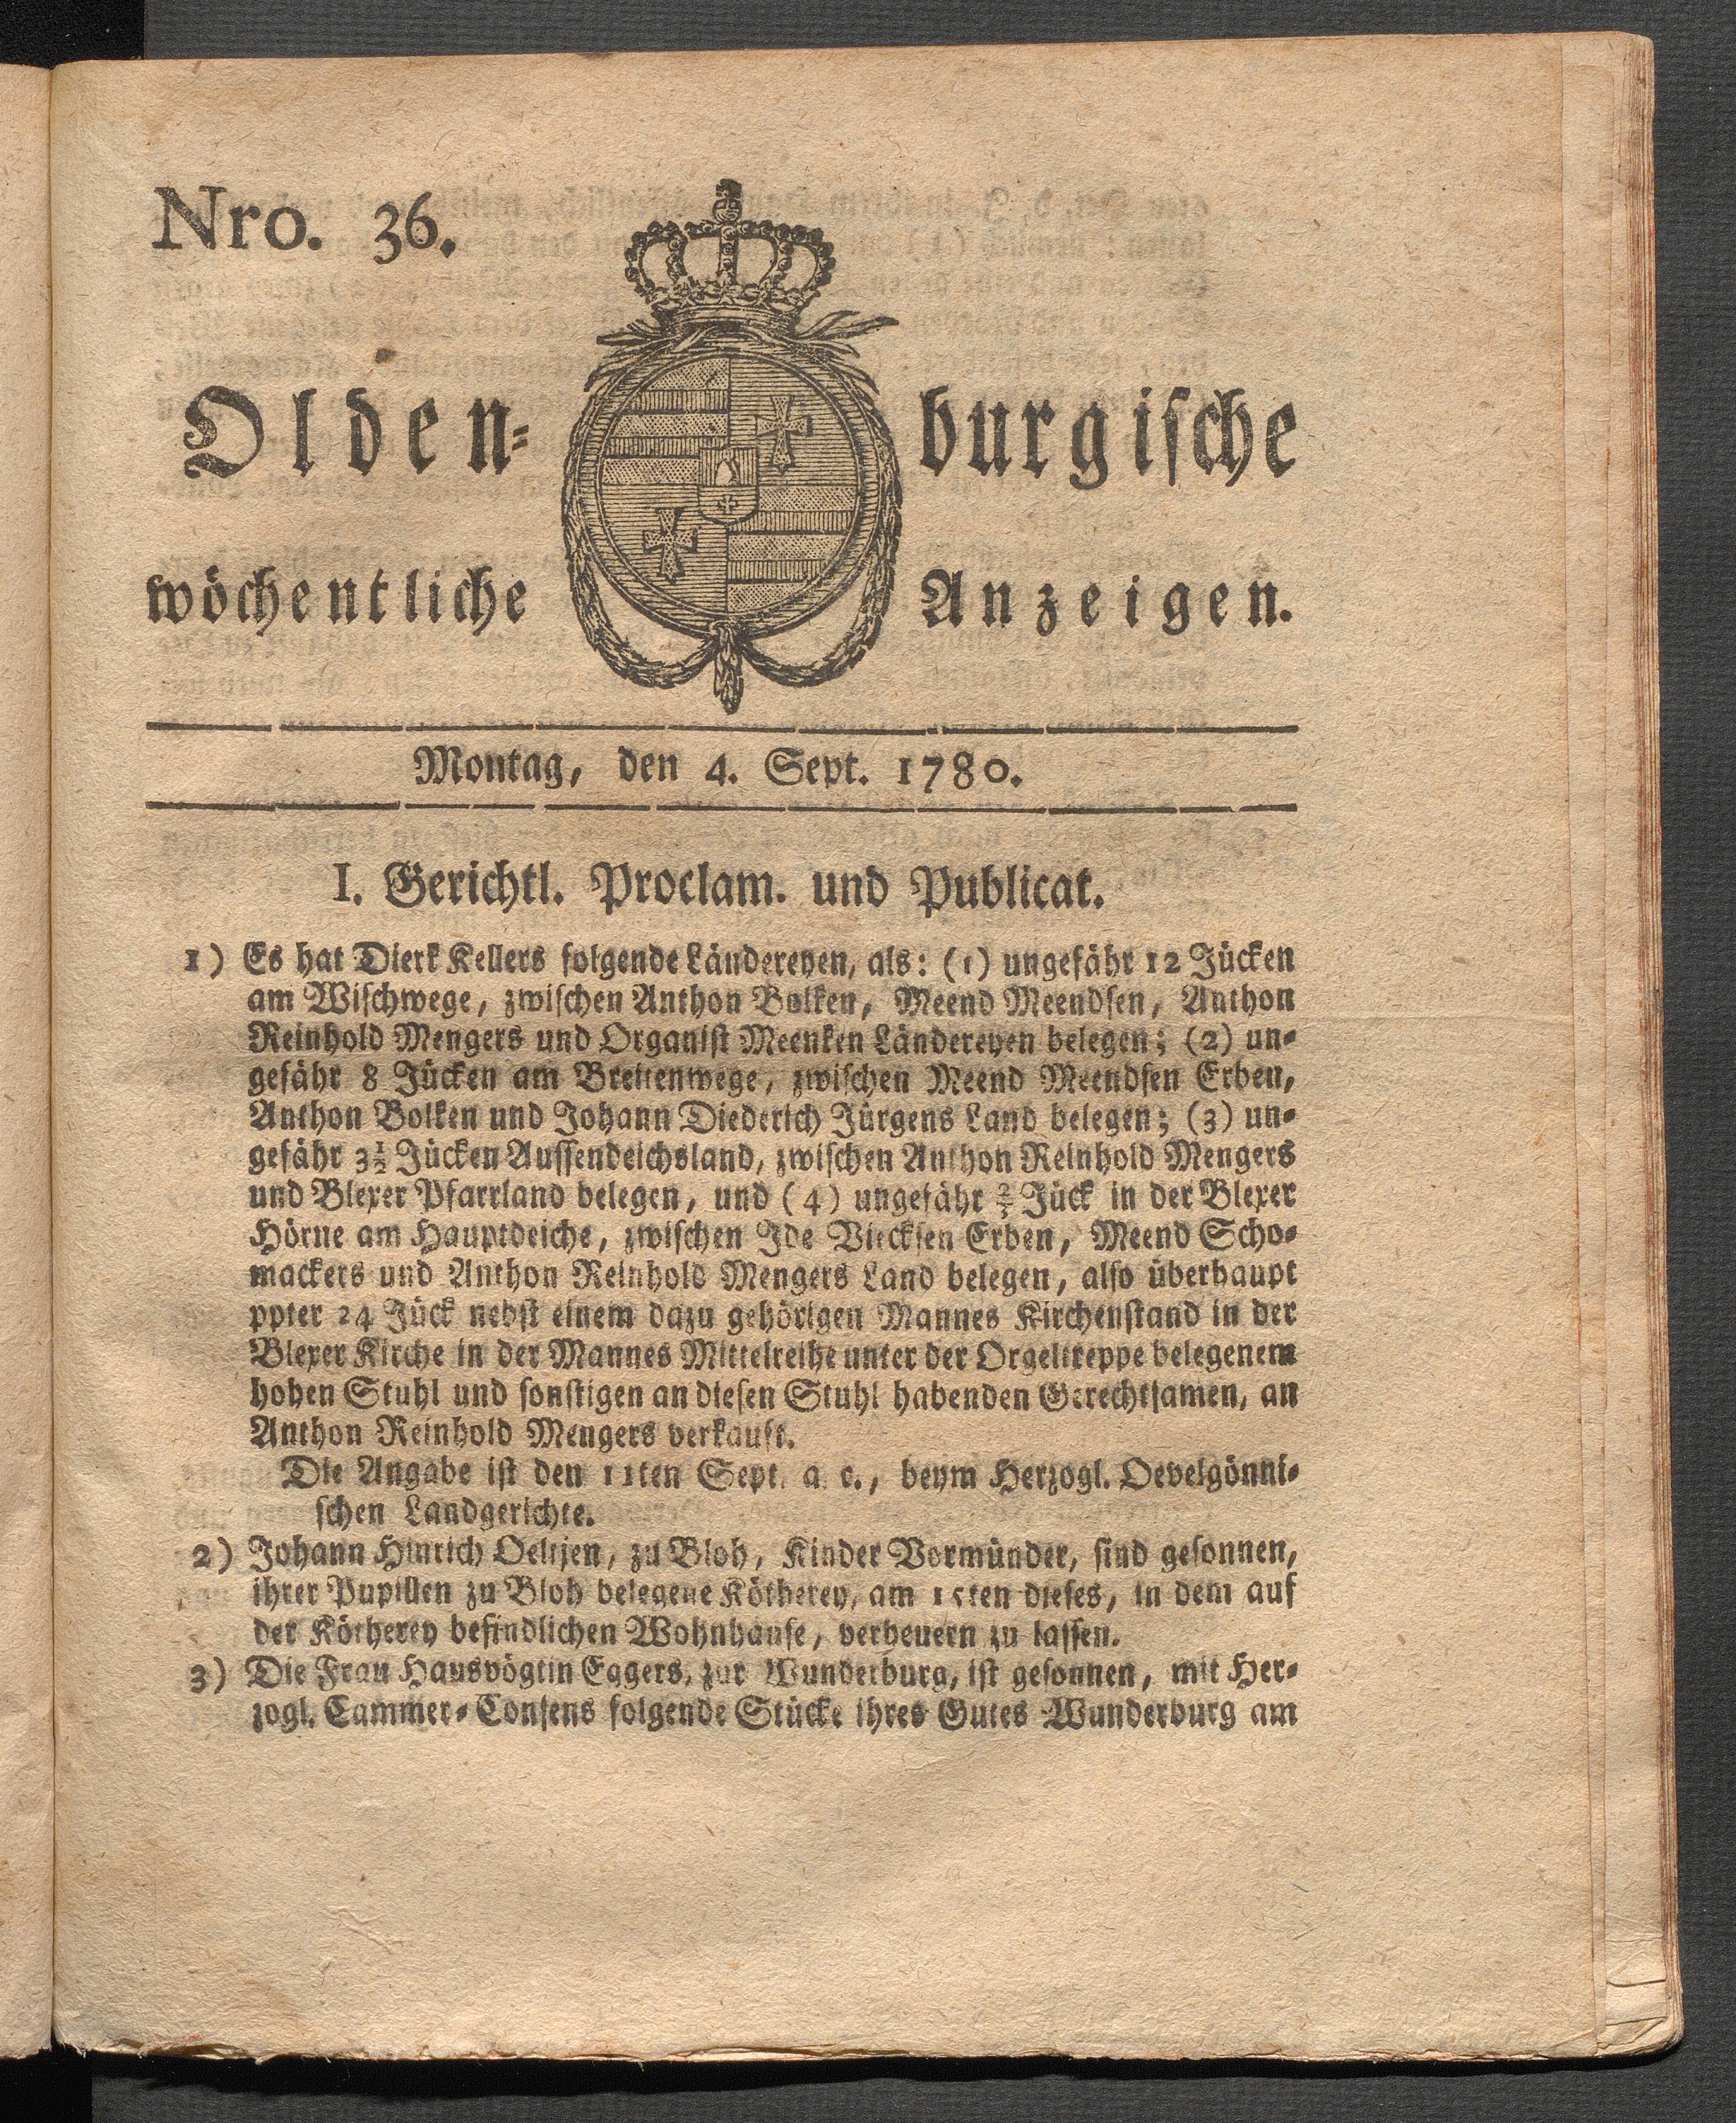 Nro. 36.
Olden- burgische
wöchentliche Anzeigen.
Montag, den 4. Sept. 1780.
I. Gerichtl. Proclam. und Publicat.
1) Es hat Dierk Kellers folgende Ländereyen, als: (1) ungefähr 12 Jücken
am Wischwege, zwischen Anthon Bolken, Meend Meendsen, Anthon
Reinhold Mengers und Organist Meenken Ländereyen belegen; (2) un-
gefähr 8 Jücken am Breitenwege, zwischen Meend Meendsen Erben,
Anthon Bolken und Johann Diederich Jürgens Land belegen; (3) un-
gefähr 3½ Jücken Aussendeichsland, zwischen Anthon Reinhold Mengers
und Blexer Pfarrland belegen, und (4) ungefähr Jück in der Blexer
Hörne am Hauptdeiche, zwischen Ide Viecksen Erben, Meend Scho-
mackers und Anthon Reinhold Mengers Land belegen, also überhaupt
ppter 24 Jück nebst einem dazu gehörigen Mannes Kirchenstand in der
Blexer Kirche in der Mannes Mittelreihe unter der Orgeltreppe belegenem
hohen Stuhl und sonstigen an diesen Stuhl habenden Gerechtsamen, an
Anthon Reinhold Mengers verkauft.
Die Angabe ist den 11ten Sept. a. c., beym Herzogl. Oevelgönni-
schen Landgerichte.
2) Johann Hinrich Oeltjen, zu Bloh, Kinder Vormünder, sind gesonnen,
ihrer Pupillen zu Bloh belegene Kötherey, am 15ten dieses, in dem auf
der Kötherey befindlichen Wohnhause, verheuern zu lassen.
3) Die Frau Hausvögtin Eggers, zur Wunderburg, ist gesonnen, mit Her-
zogl. Cammer-Consens folgende Stücke ihres Gutes Wunderburg am